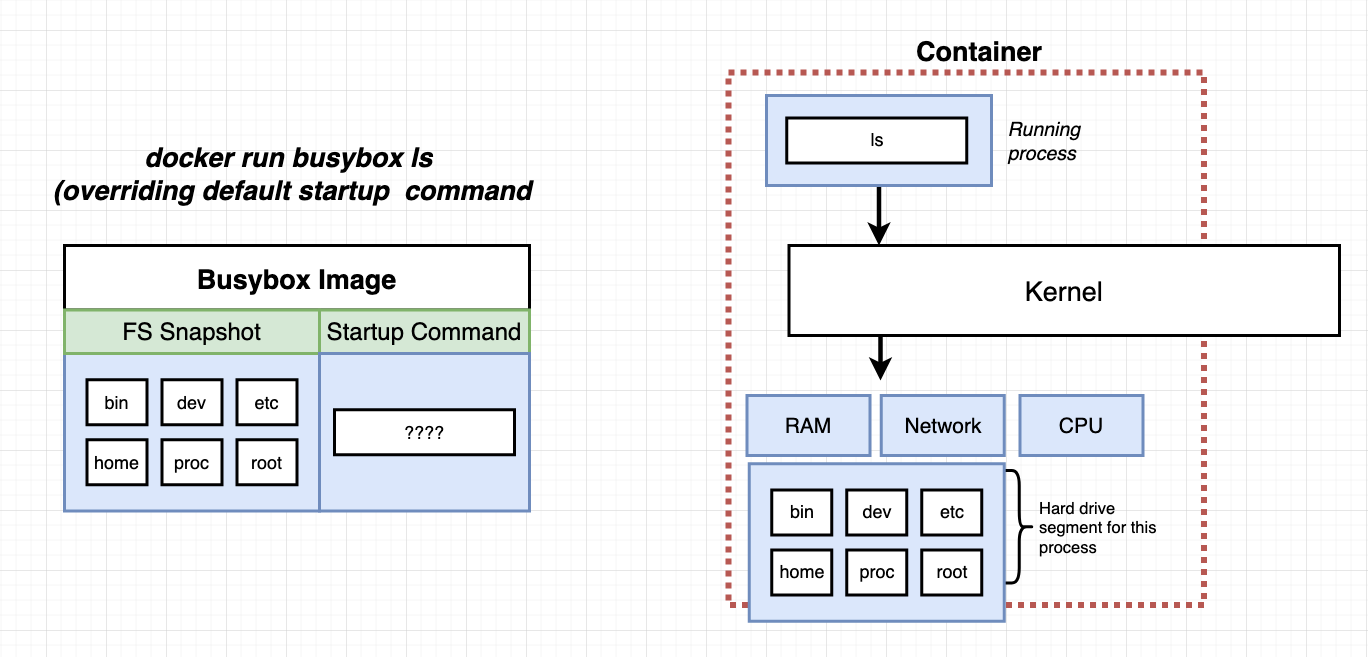 docker run busybox ls
(overriding default startup command
Busybox Image
FS Snapshot
Startup Command
bin
dev
etc
home
proc
root
????
Container
ls
Running
process
Kernel
RAM
Network
CPU
bin
dev
etc
home
proc
root
Hard drive
segment for this
process